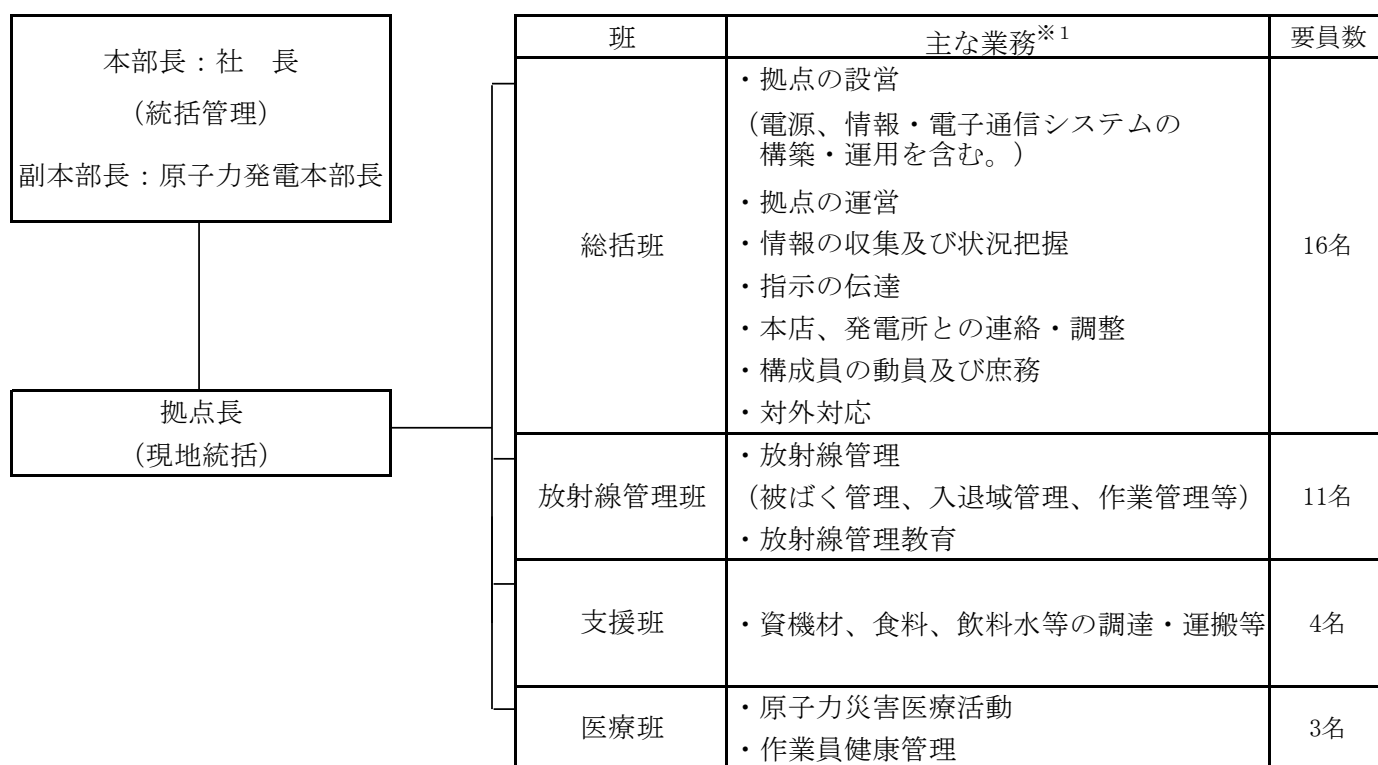 本部長：社　長
(統括管理)
副本部長：原子力発電本部長
拠点長
(現地統括)
班 主な業務※1 要員数
総括班
・拠点の設営
（電源、情報・電子通信システムの
構築・運用を含む。）
・拠点の運営
・情報の収集及び状況把握
・指示の伝達
・本店、発電所との連絡・調整
・構成員の動員及び庶務
・対外対応
16名
放射線管理班
・放射線管理
（被ばく管理、入退域管理、作業管理等）
・放射線管理教育
11名
支援班
・資機材、食料、飲料水等の調達・運搬等
4名
医療班
・原子力災害医療活動
・作業員健康管理
3名